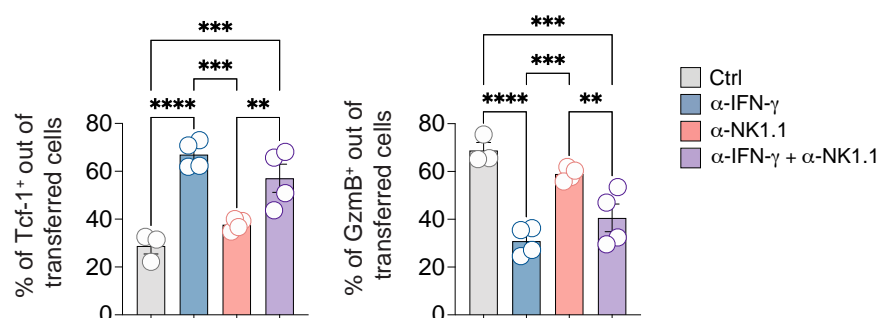 % of Tcf-1⁺ out of
transferred cells
***
***
**** **
80
60
40
20
0
% of GzmB⁺ out of
transferred cells
***
***
**** **
80
60
40
20
0
Ctrl
α-IFN-γ
α-NK1.1
α-IFN-γ + α-NK1.1